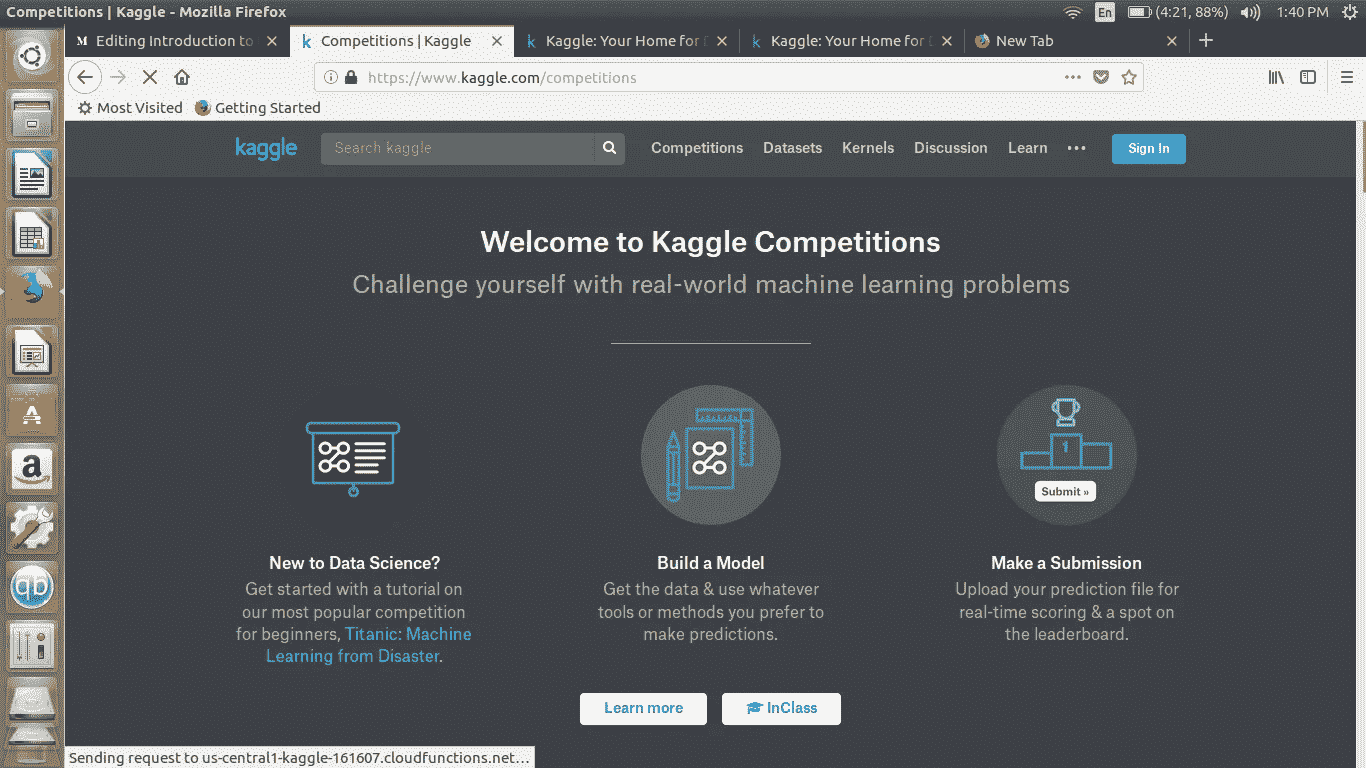 Competitions | Kaggle - Mozilla Firefox
En (4:21, 88%) 1:40 PM
M Editing Introduction to
Competitions | Kaggle
Kaggle: Your Home for
Kaggle: Your Home for
New Tab
https://www.kaggle.com/competitions
Most Visited Getting Started
kaggle Search kaggle Competitions Datasets Kernels Discussion Learn Sign In
Welcome to Kaggle Competitions
Challenge yourself with real-world machine learning problems
1
Submit »
New to Data Science?
Get started with a tutorial on
our most popular competition
for beginners, Titanic: Machine
Learning from Disaster.
Build a Model
Get the data & use whatever
tools or methods you prefer to
make predictions.
Make a Submission
Upload your prediction file for
real-time scoring & a spot on
the leaderboard.
Learn more
InClass
A
a
qb
Sending request to us-central1-kaggle-161607.cloudfunctions.net…